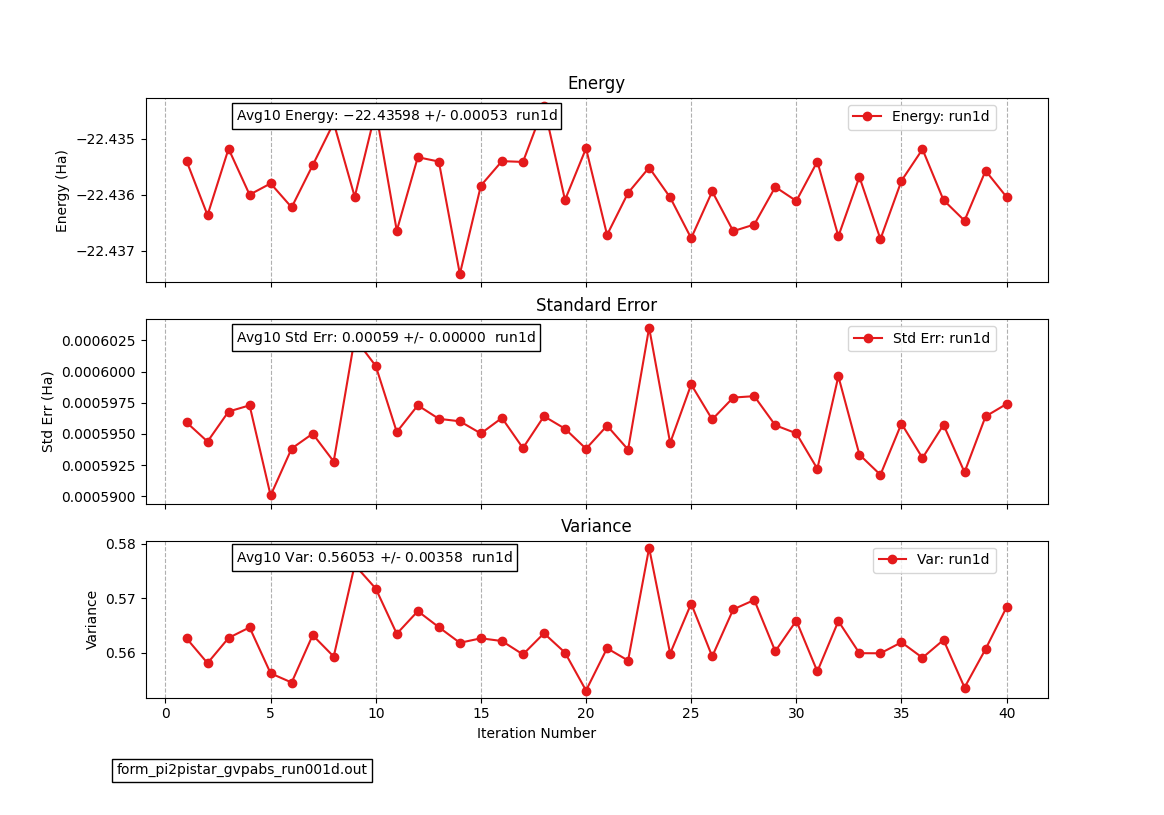 Energy
Avg10 Energy: −22.43598 +/- 0.00053  run1d
Energy: run1d
Energy (Ha)
−22.435
−22.436
−22.437
Standard Error
Avg10 Std Err: 0.00059 +/- 0.00000  run1d
Std Err: run1d
Std Err (Ha)
0.0006025
0.0006000
0.0005975
0.0005950
0.0005925
0.0005900
Variance
Avg10 Var: 0.56053 +/- 0.00358  run1d
Var: run1d
Variance
0.58
0.57
0.56
0 5 10 15 20 25 30 35 40
Iteration Number
form_pi2pistar_gvpabs_run001d.out